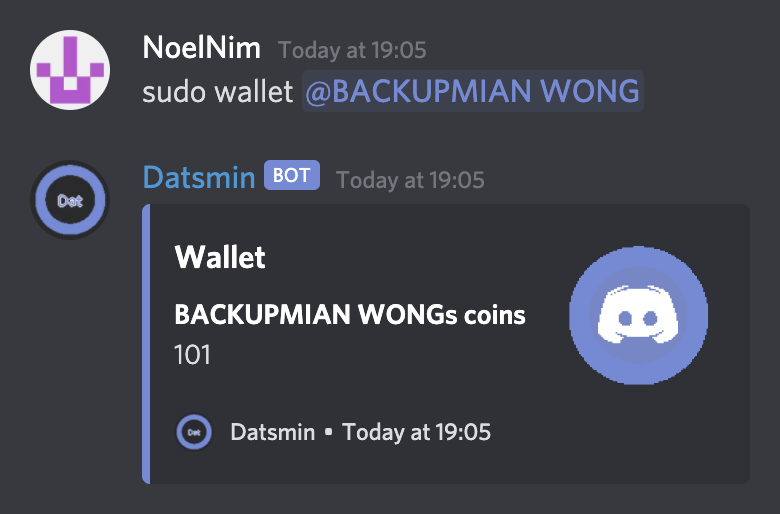 NoelNim Today at 19:05
sudo wallet @BACKUPMIAN WONG
Datsmin BOT Today at 19:05
Dat
Wallet
BACKUPMIAN WONGs coins
101
Dat
Datsmin • Today at 19:05